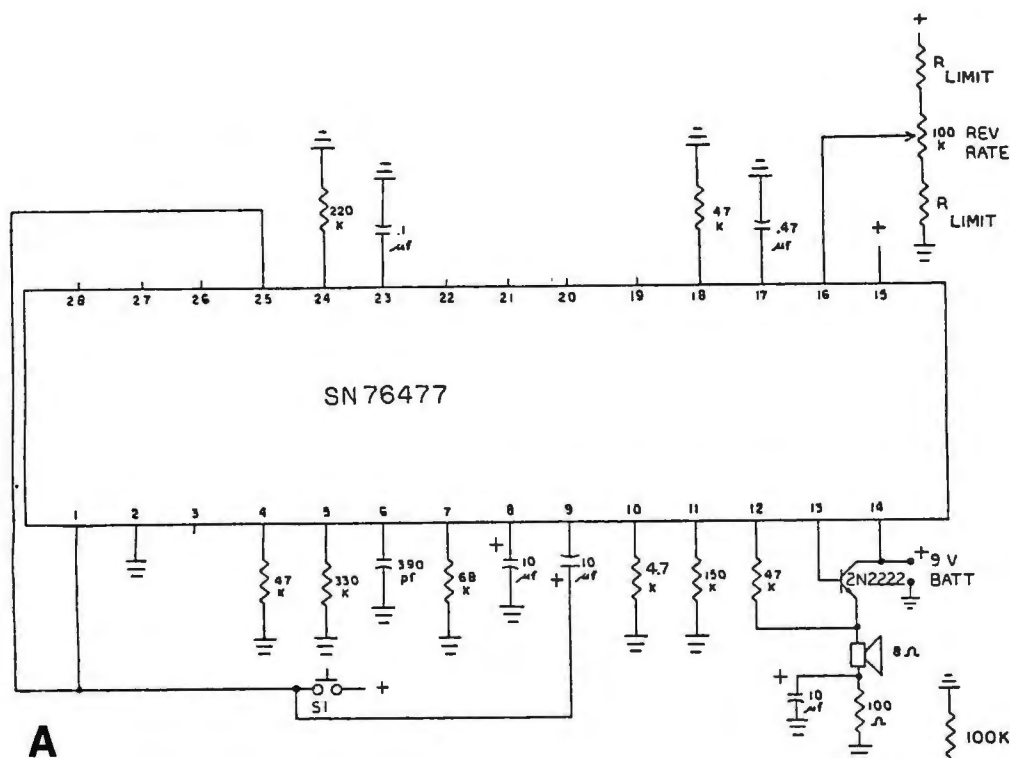 +
R LIMIT
100 K REV RATE
R LIMIT
220 K
.1 µf
47 K
.47 µf
+
28 27 26 25 24 23 22 21 20 19 18 17 16 15
SN 76477
1 2 3 4 5 6 7 8 9 10 11 12 13 14
47 K
330 K
390 pf
68 K
+ 10 µf
+ 10 µf
4.7 K
150 K
47 K
2N2222
+ 9 V BATT
8 Ω
+ 10 µf
100 Ω
S1 +
100K
A